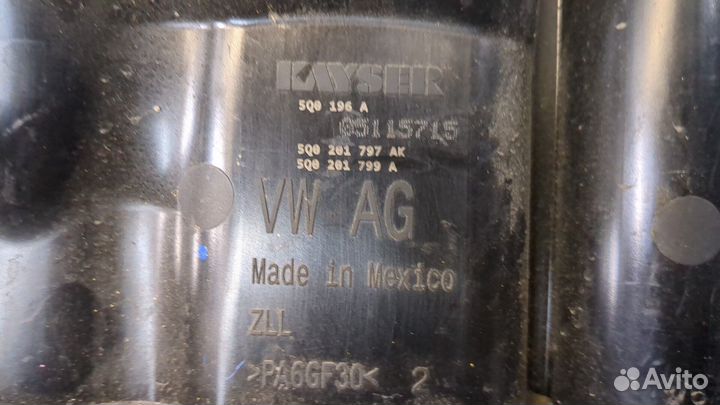 KAYSER
5Q0 196 A
05115715
5Q0 201 797 AK
5Q0 201 799 A
VW AG
Made in Mexico
ZLL
>PA6GF30< 2
Avito